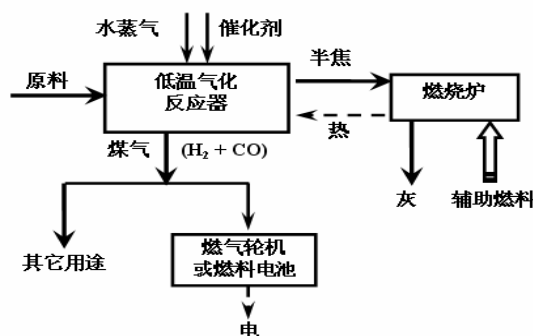 水蒸气
催化剂
原料
低温气化
反应器
半焦
燃烧炉
热
煤气
(H₂ + CO)
灰
辅助燃料
其它用途
燃气轮机
或燃料电池
电